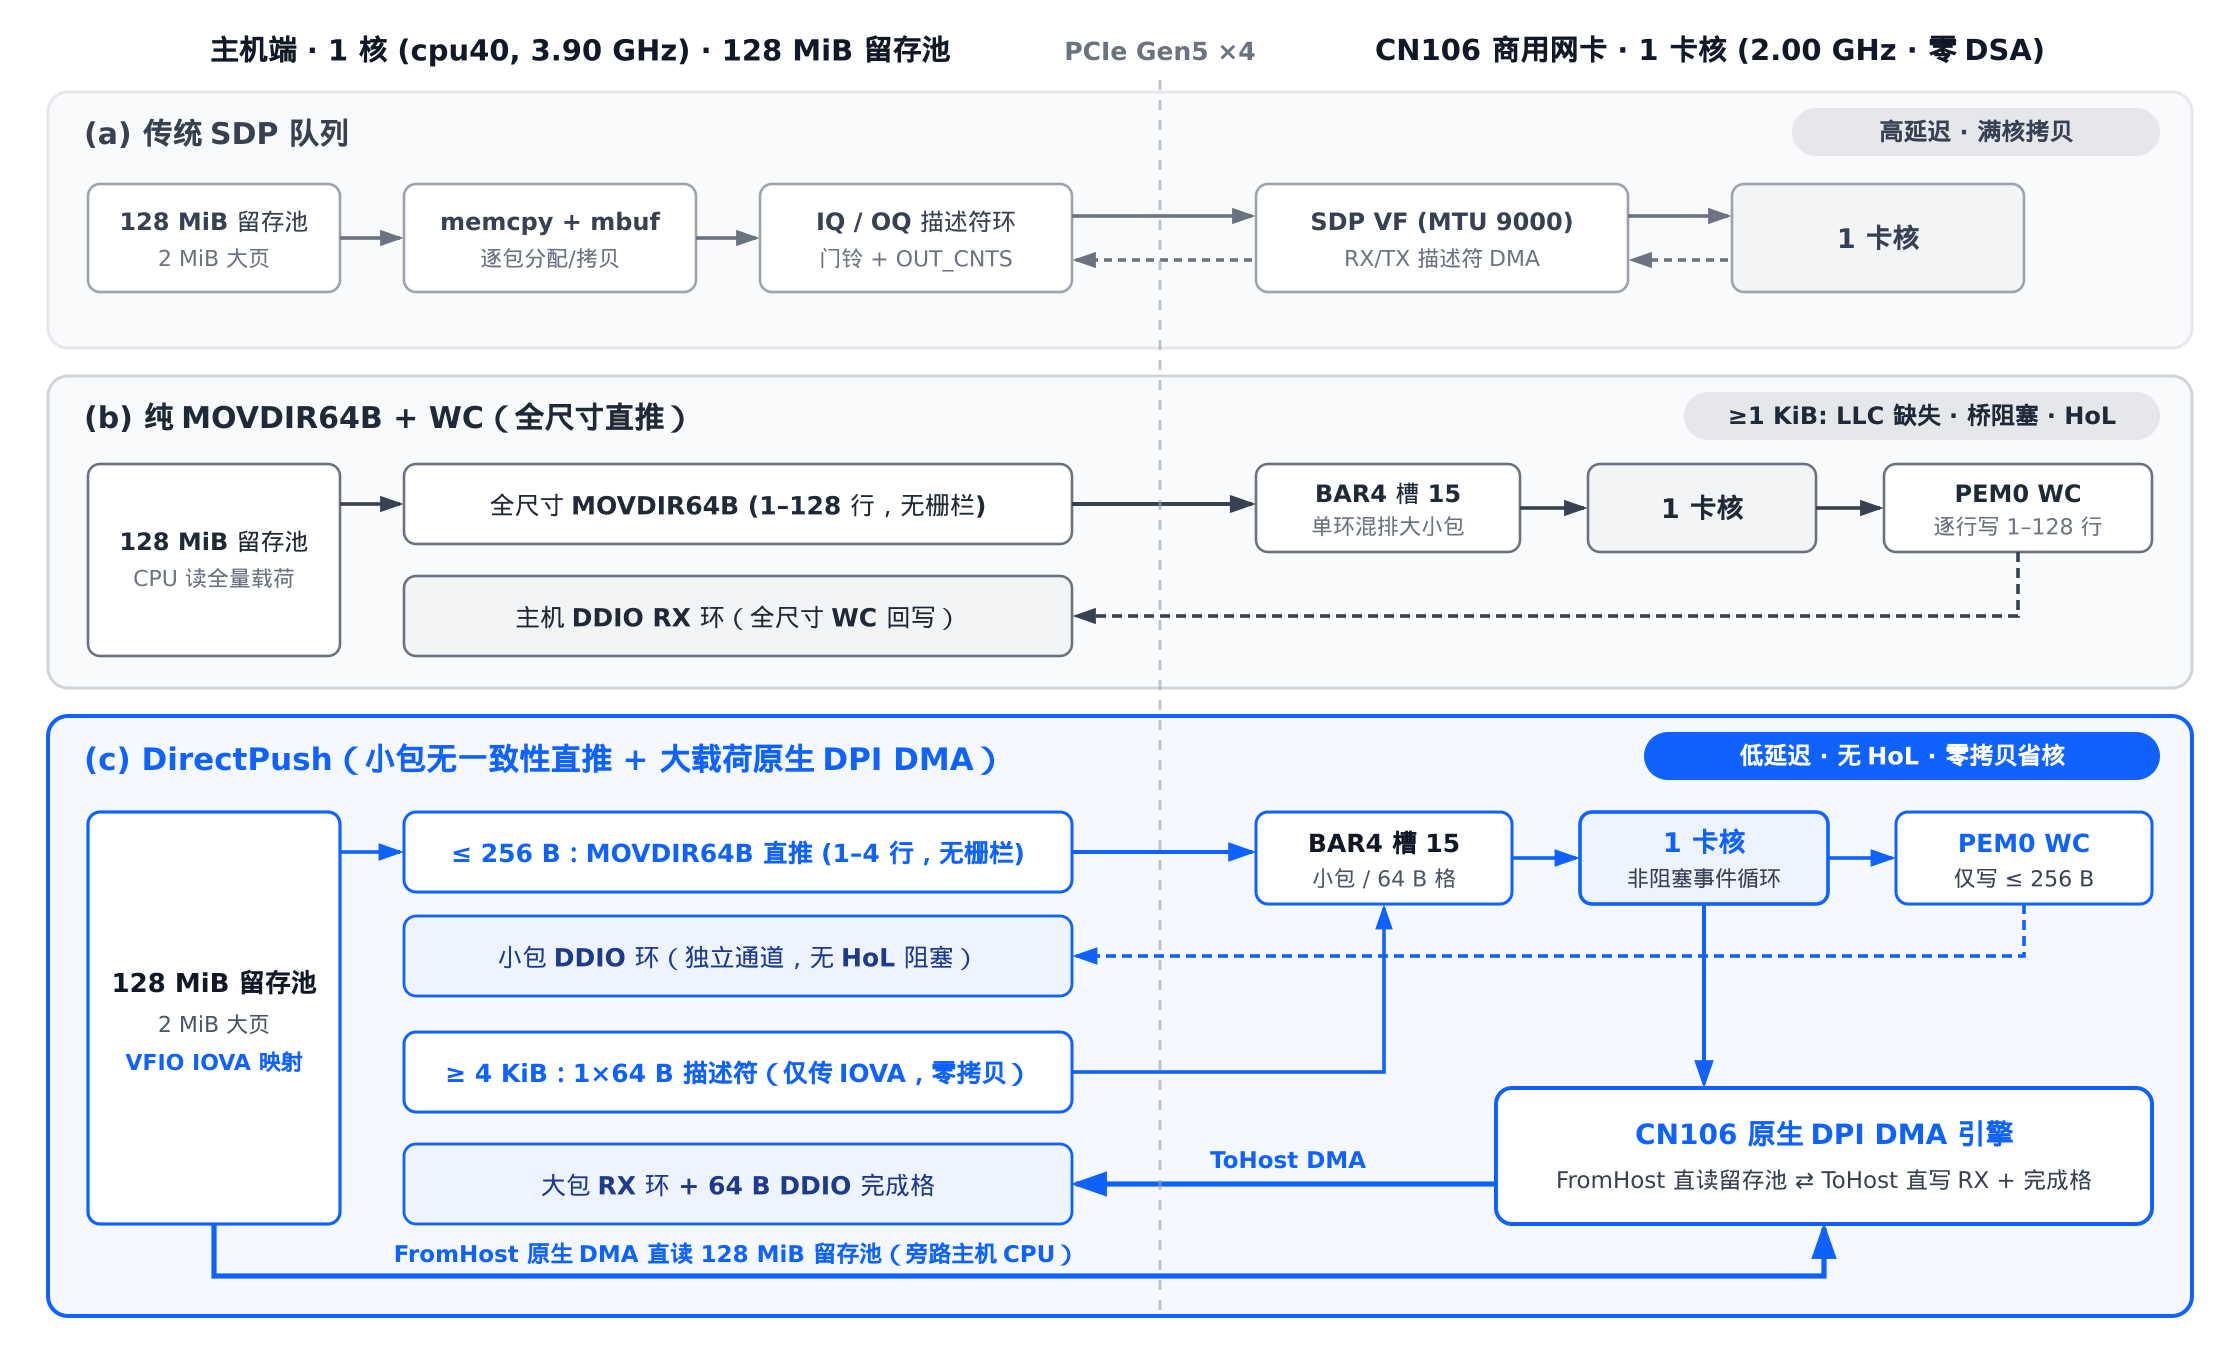 主机端 · 1 核 (cpu40, 3.90 GHz) · 128 MiB 留存池
PCIe Gen5 ×4
CN106 商用网卡 · 1 卡核 (2.00 GHz · 零 DSA)
(a) 传统 SDP 队列
高延迟 · 满核拷贝
128 MiB 留存池
2 MiB 大页
memcpy + mbuf
逐包分配/拷贝
IQ / OQ 描述符环
门铃 + OUT_CNTS
SDP VF (MTU 9000)
RX/TX 描述符 DMA
1 卡核
(b) 纯 MOVDIR64B + WC（全尺寸直推）
≥1 KiB: LLC 缺失 · 桥阻塞 · HoL
128 MiB 留存池
CPU 读全量载荷
全尺寸 MOVDIR64B (1–128 行，无栅栏)
主机 DDIO RX 环（全尺寸 WC 回写）
BAR4 槽 15
单环混排大小包
1 卡核
PEM0 WC
逐行写 1–128 行
(c) DirectPush（小包无一致性直推 + 大载荷原生 DPI DMA）
低延迟 · 无 HoL · 零拷贝省核
128 MiB 留存池
2 MiB 大页
VFIO IOVA 映射
≤ 256 B：MOVDIR64B 直推 (1–4 行，无栅栏)
小包 DDIO 环（独立通道，无 HoL 阻塞）
≥ 4 KiB：1×64 B 描述符（仅传 IOVA，零拷贝）
大包 RX 环 + 64 B DDIO 完成格
BAR4 槽 15
小包 / 64 B 格
1 卡核
非阻塞事件循环
PEM0 WC
仅写 ≤ 256 B
ToHost DMA
CN106 原生 DPI DMA 引擎
FromHost 直读留存池 ⇄ ToHost 直写 RX + 完成格
FromHost 原生 DMA 直读 128 MiB 留存池（旁路主机 CPU）